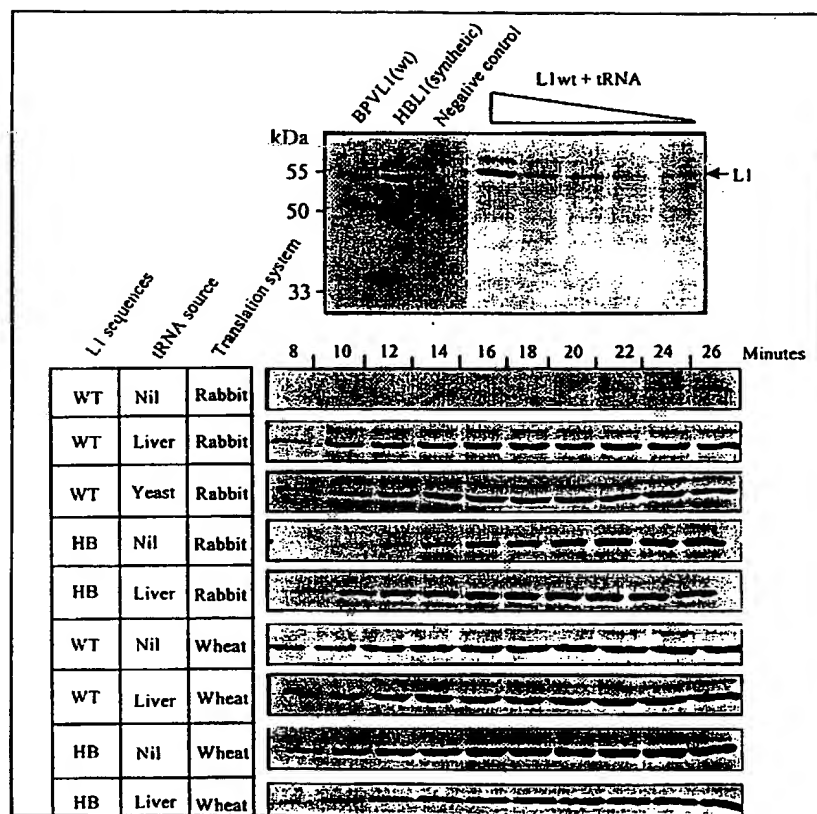 BPVL1(wt)
HBL1(synthetic)
Negative control
L1wt + tRNA
kDa
55
50
33
L1
L1 sequences
tRNA source
Translation system
8 10 12 14 16 18 20 22 24 26 Minutes
WT Nil Rabbit
WT Liver Rabbit
WT Yeast Rabbit
HB Nil Rabbit
HB Liver Rabbit
WT Nil Wheat
WT Liver Wheat
HB Nil Wheat
HB Liver Wheat